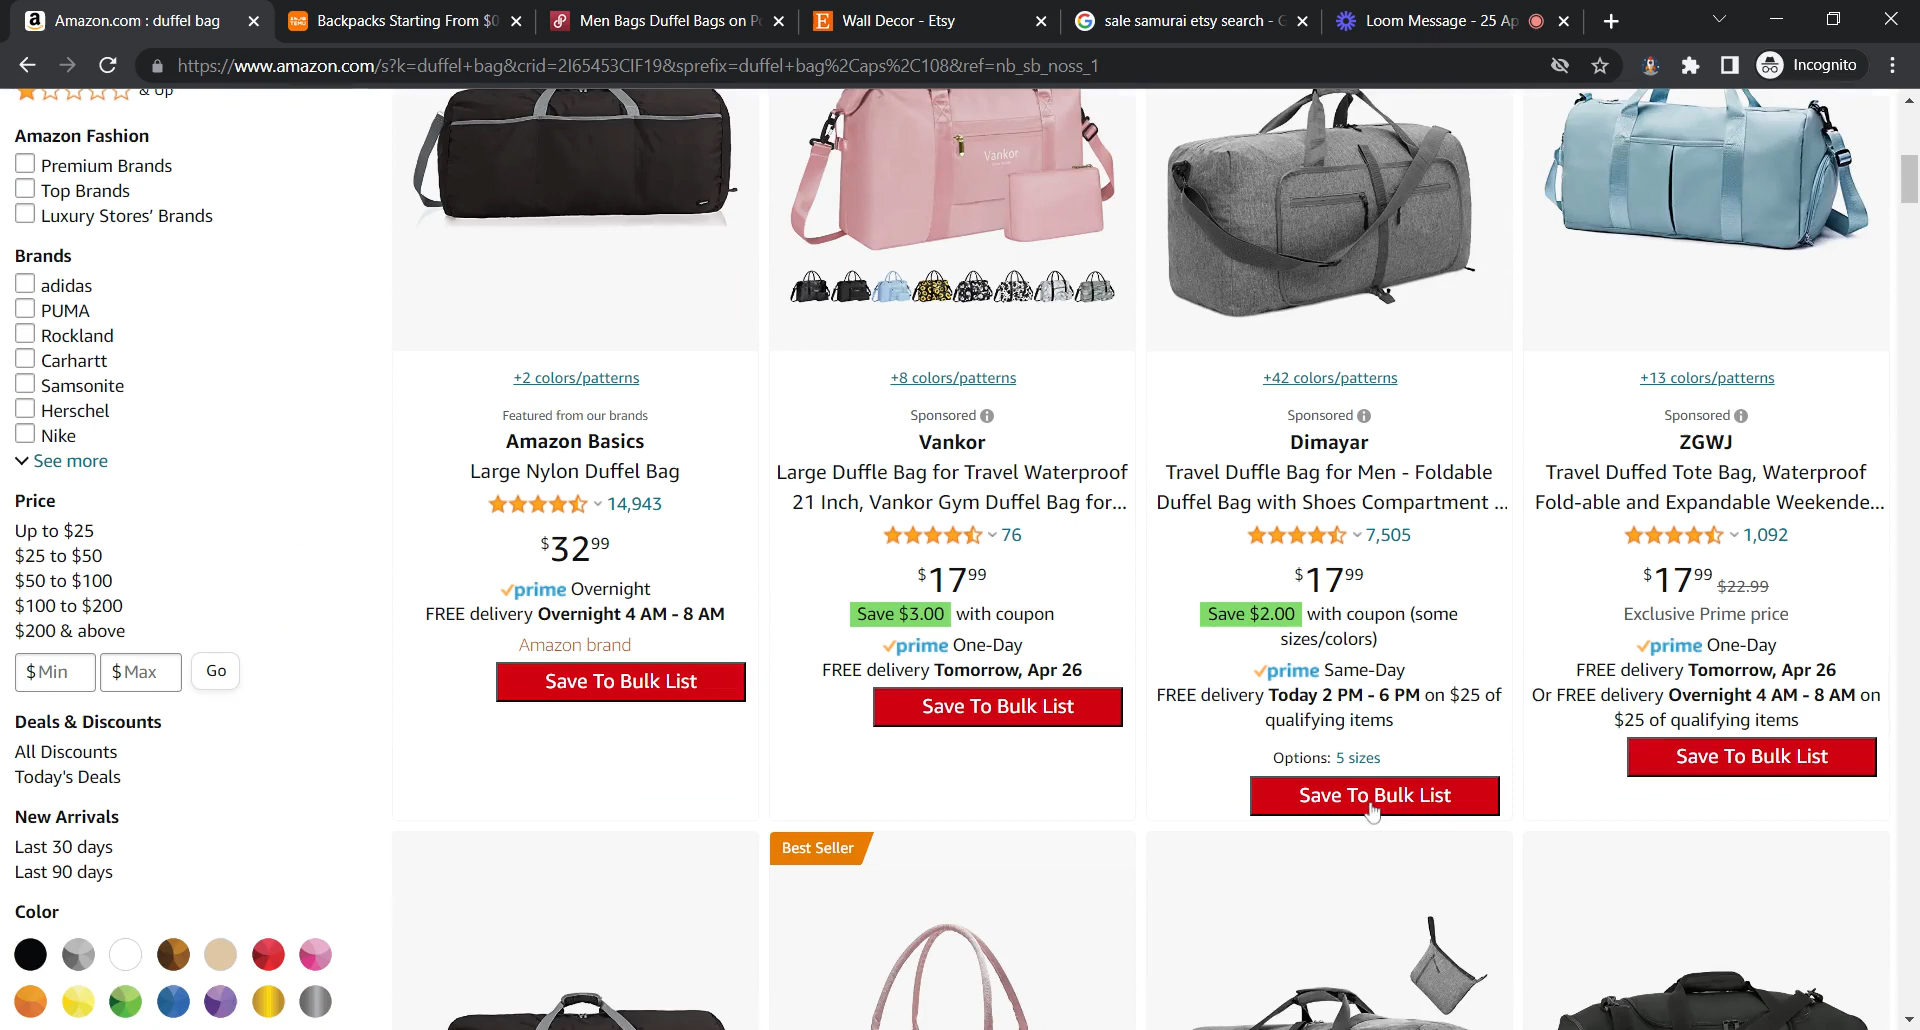 Amazon.com : duffel bag
Backpacks Starting From $0
Men Bags Duffel Bags on P
Wall Decor - Etsy
sale samurai etsy search - G
Loom Message - 25 Ap
https://www.amazon.com/s?k=duffel+bag&crid=2I65453CIF19&sprefix=duffel+bag%2Caps%2C108&ref=nb_sb_noss_1
Incognito
& Up
Amazon Fashion
Premium Brands
Top Brands
Luxury Stores' Brands
Brands
adidas
PUMA
Rockland
Carhartt
Samsonite
Herschel
Nike
See more
Price
Up to $25
$25 to $50
$50 to $100
$100 to $200
$200 & above
$ Min
$ Max
Go
Deals & Discounts
All Discounts
Today's Deals
New Arrivals
Last 30 days
Last 90 days
Color
+2 colors/patterns
Featured from our brands
Amazon Basics
Large Nylon Duffel Bag
14,943
$32.99
prime Overnight
FREE delivery Overnight 4 AM - 8 AM
Amazon brand
Save To Bulk List
Vankor
+8 colors/patterns
Sponsored
Vankor
Large Duffle Bag for Travel Waterproof
21 Inch, Vankor Gym Duffel Bag for...
76
$17.99
Save $3.00 with coupon
prime One-Day
FREE delivery Tomorrow, Apr 26
Save To Bulk List
+42 colors/patterns
Sponsored
Dimayar
Travel Duffle Bag for Men - Foldable
Duffel Bag with Shoes Compartment ...
7,505
$17.99
Save $2.00 with coupon (some
sizes/colors)
prime Same-Day
FREE delivery Today 2 PM - 6 PM on $25 of
qualifying items
Options: 5 sizes
Save To Bulk List
+13 colors/patterns
Sponsored
ZGWJ
Travel Duffed Tote Bag, Waterproof
Fold-able and Expandable Weekende...
1,092
$17.99 $22.99
Exclusive Prime price
prime One-Day
FREE delivery Tomorrow, Apr 26
Or FREE delivery Overnight 4 AM - 8 AM on
$25 of qualifying items
Save To Bulk List
Best Seller